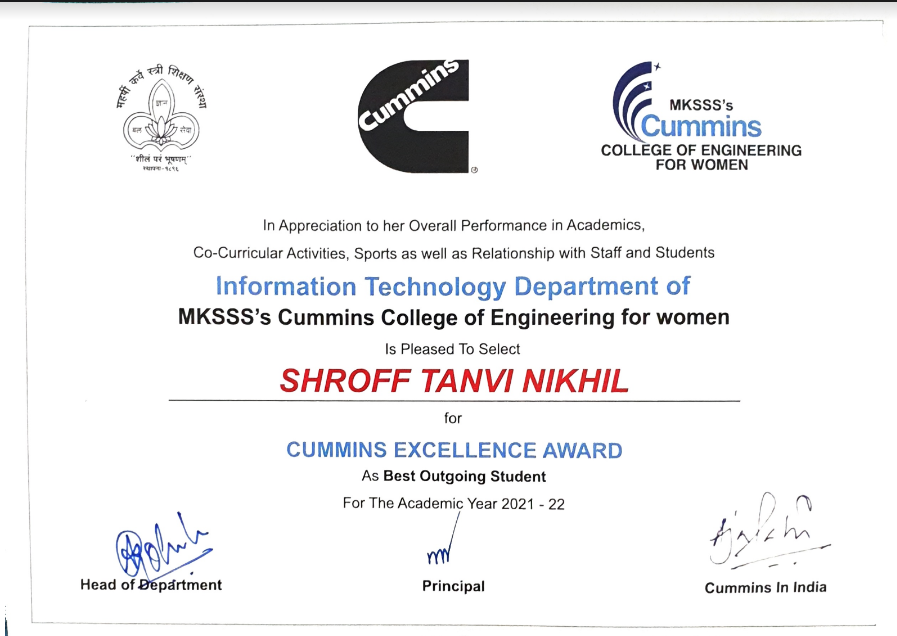 महर्षी कर्वे स्त्री शिक्षण संस्था
ज्ञान
बल सेवा
"शीलं परं भूषणम्"
स्थापना-१८९६
Cummins
®
MKSSS's
Cummins
COLLEGE OF ENGINEERING
FOR WOMEN
In Appreciation to her Overall Performance in Academics,
Co-Curricular Activities, Sports as well as Relationship with Staff and Students
Information Technology Department of
MKSSS's Cummins College of Engineering for women
Is Pleased To Select
SHROFF TANVI NIKHIL
for
CUMMINS EXCELLENCE AWARD
As Best Outgoing Student
For The Academic Year 2021 - 22
Head of Department
Principal
Cummins In India